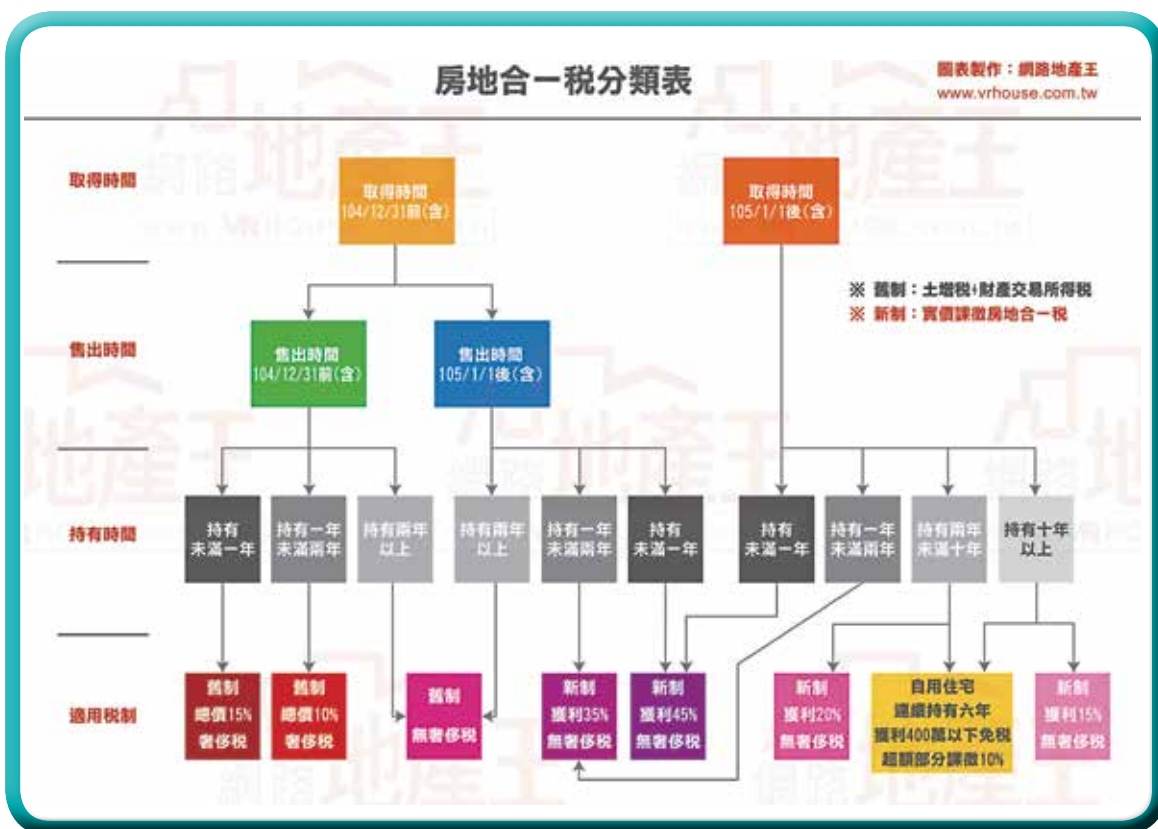 房地合一稅分類表
圖表製作：網路地產王
www.vrhouse.com.tw
取得時間
取得時間
104/12/31前(含)
取得時間
105/1/1後(含)
※ 舊制：土增稅+財產交易所得稅
※ 新制：實價課徵房地合一稅
售出時間
售出時間
104/12/31前(含)
售出時間
105/1/1後(含)
持有時間
持有
未滿一年
持有一年
未滿兩年
持有兩年
以上
持有兩年
以上
持有一年
未滿兩年
持有
未滿一年
持有
未滿一年
持有一年
未滿兩年
持有兩年
未滿十年
持有十年
以上
適用稅制
舊制
總價15%
奢侈稅
舊制
總價10%
奢侈稅
舊制
無奢侈稅
新制
獲利35%
無奢侈稅
新制
獲利45%
無奢侈稅
新制
獲利20%
無奢侈稅
自用住宅
連續持有六年
獲利400萬以下免稅
超額部分課徵10%
新制
獲利15%
無奢侈稅